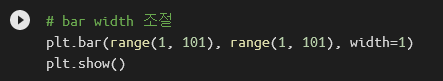 # bar width 조절
plt.bar(range(1, 101), range(1, 101), width=1)
plt.show()